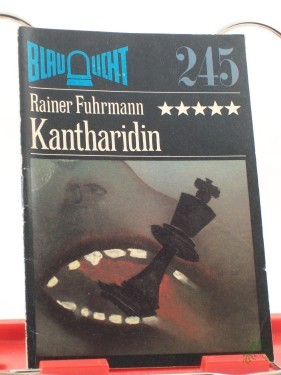 BLAULICHT
245
Rainer Fuhrmann
Kantharidin